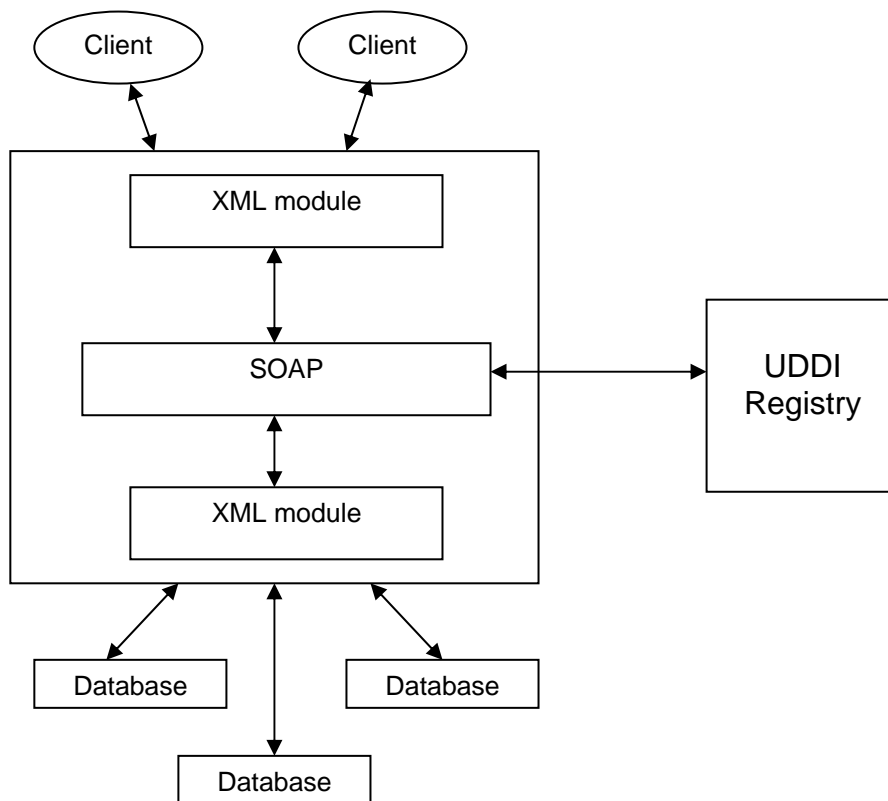 Client
Client
XML module
SOAP
UDDI
Registry
XML module
Database
Database
Database